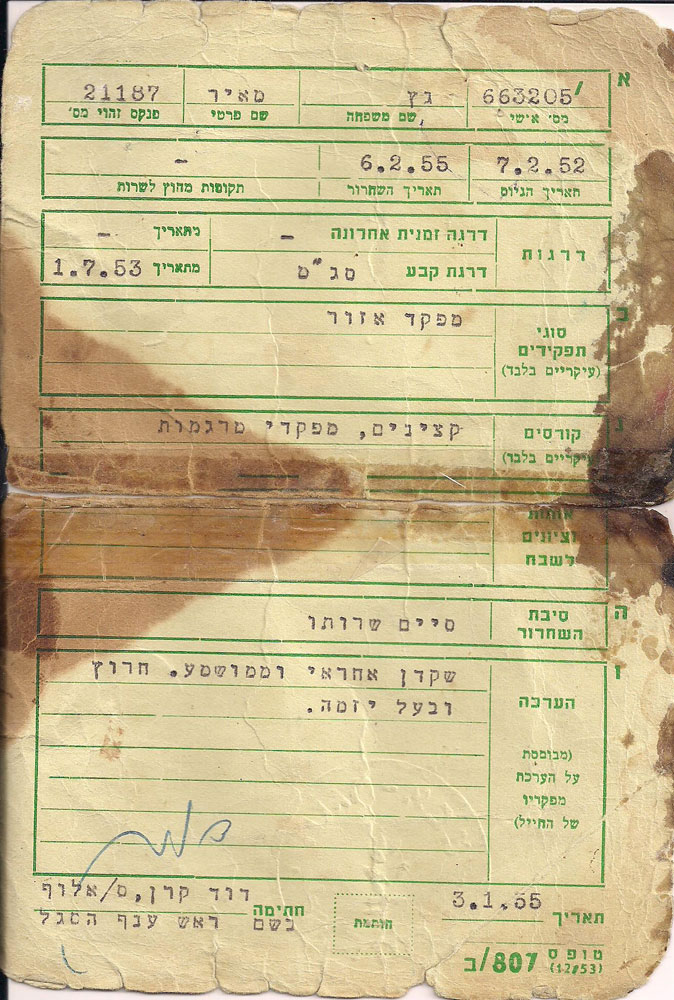 א
663205/ גץ מאיר 21187
מס׳ אישי שם משפחה שם פרטי פנקס זהוי מס׳
7.2.52 6.2.55 -
תאריך הגיוס תאריך השחרור תקופות מחוץ לשרות
דרגות
דרגה זמנית אחרונה - מתאריך -
דרגת קבע סג"מ מתאריך 1.7.53
ב
סוגי תפקידים (עיקריים בלבד)
מפקד אזור
ג
קורסים
קצינים, מפקדי מרגמות
(עיקריים בלבד)
אותות
וציונים
לשבח
ה
סיבת השחרור
סיים שרותו
ו
הערכה
שקדן אחראי וממושמע. חרוץ
ובעל יזמה.
(מבוססת
על הערכת
מפקדיו
של החייל)
תאריך 3.1.55
חותמת
חתימה דוד קרן,ס/אלוף
בשם ראש ענף הסגל
טופס 807/ב
(12/53)